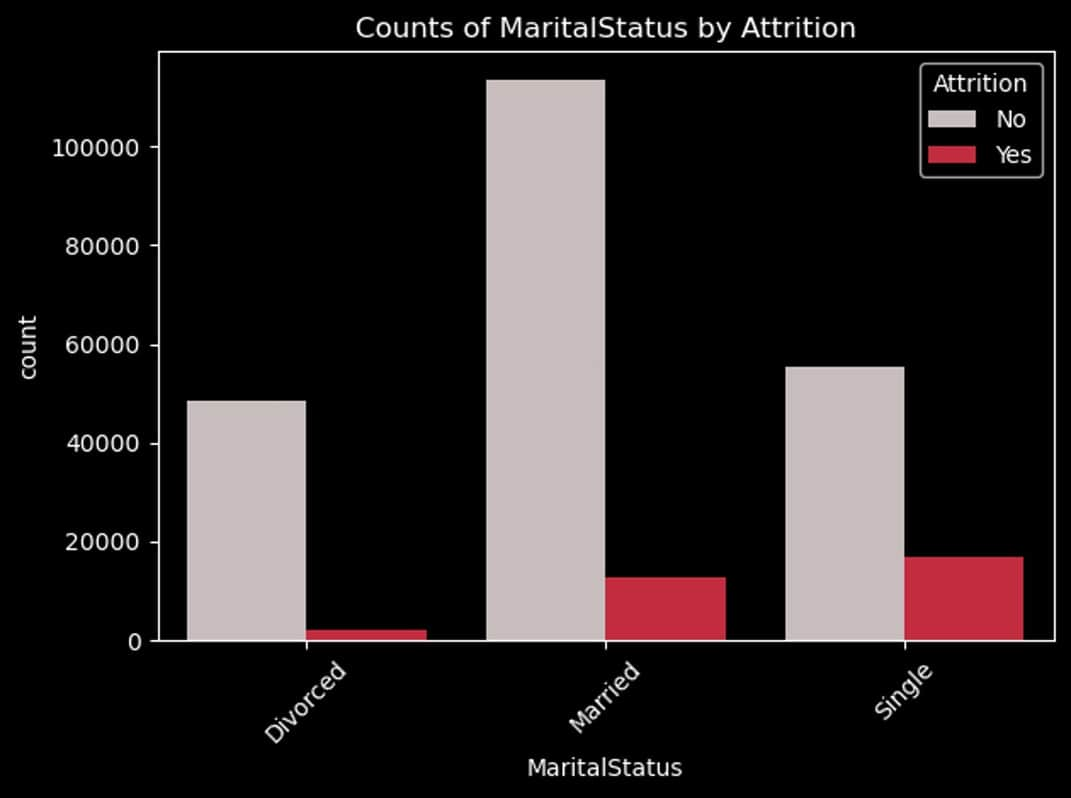 Counts of MaritalStatus by Attrition
Attrition
No
Yes
100000
80000
60000
40000
20000
0
count
Divorced
Married
Single
MaritalStatus